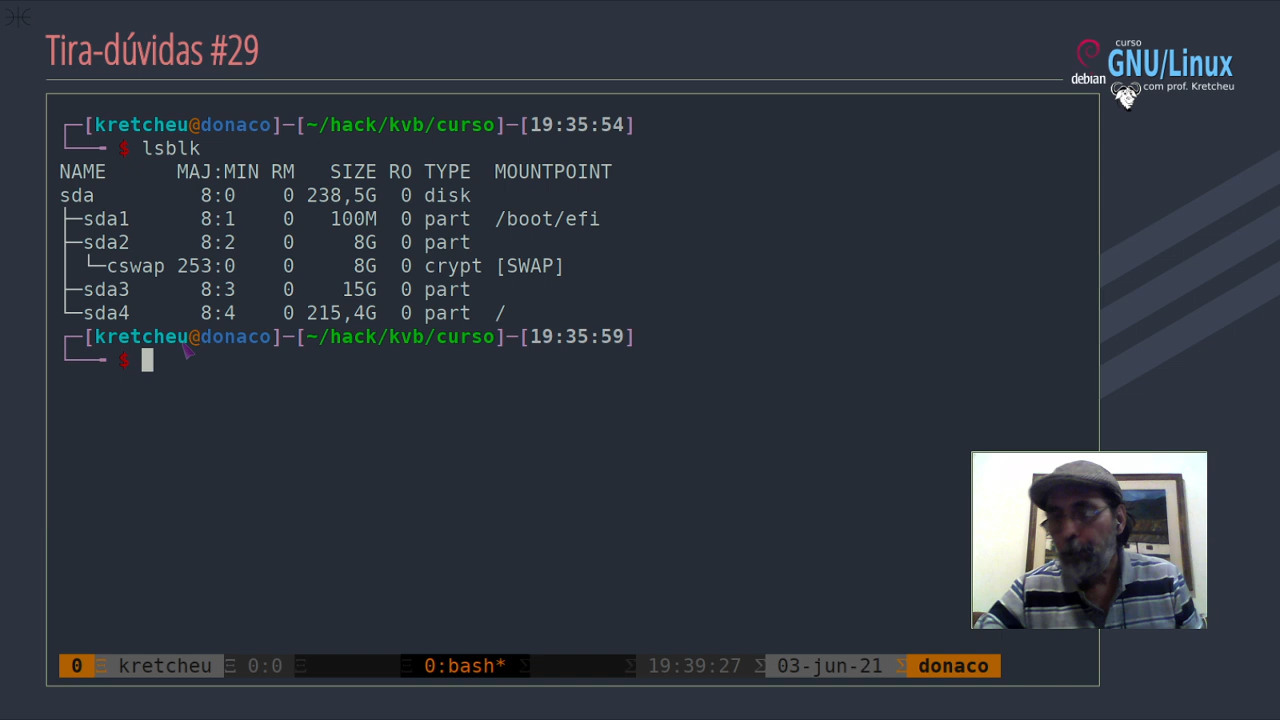 Tira-dúvidas #29
curso
GNU/Linux
debian
com prof. Kretcheu
┌─[kretcheu@donaco]─[~/hack/kvb/curso]─[19:35:54]
└──╼ $ lsblk
NAME MAJ:MIN RM SIZE RO TYPE MOUNTPOINT
sda 8:0 0 238,5G 0 disk
├─sda1 8:1 0 100M 0 part /boot/efi
├─sda2 8:2 0 8G 0 part
│ └─cswap 253:0 0 8G 0 crypt [SWAP]
├─sda3 8:3 0 15G 0 part
└─sda4 8:4 0 215,4G 0 part /
┌─[kretcheu@donaco]─[~/hack/kvb/curso]─[19:35:59]
└──╼ $
0 Ξ kretcheu Ξ 0:0 Ξ Ξ 0:bash* Σ Σ 19:39:27 Σ 03-jun-21 Σ donaco